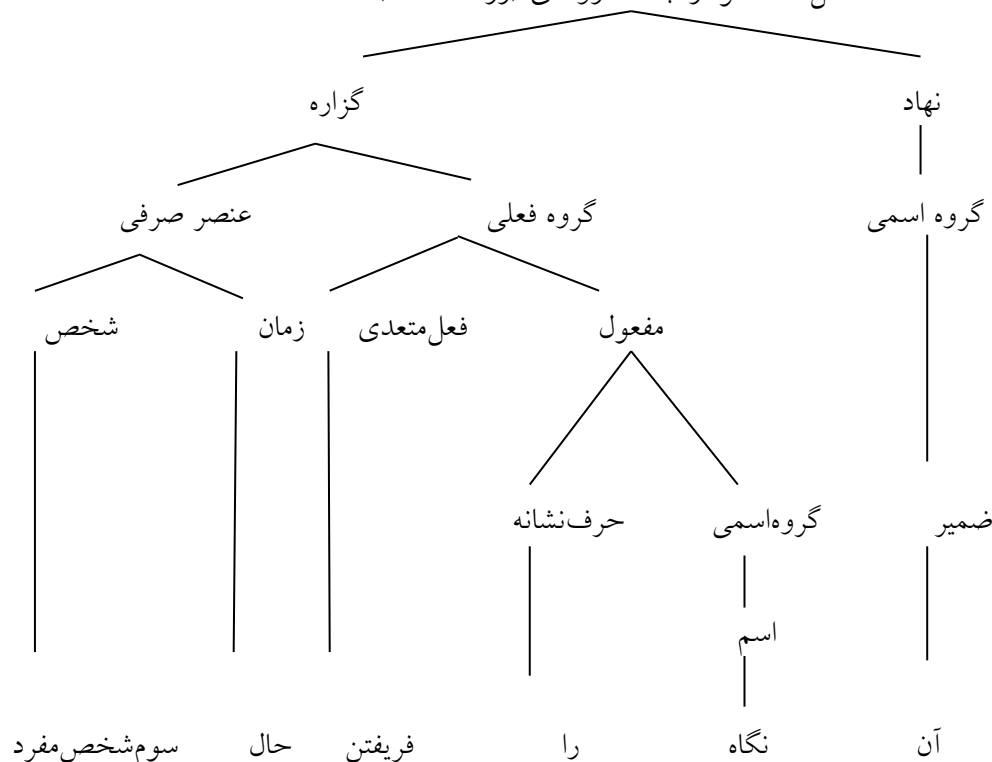 نهاد گزاره
گروه اسمی گروه فعلی عنصر صرفی
مفعول فعل‌متعدی زمان شخص
ضمیر گروه‌اسمی حرف‌نشانه
اسم
آن نگاه را فریفتن حال سوم‌شخص‌مفرد